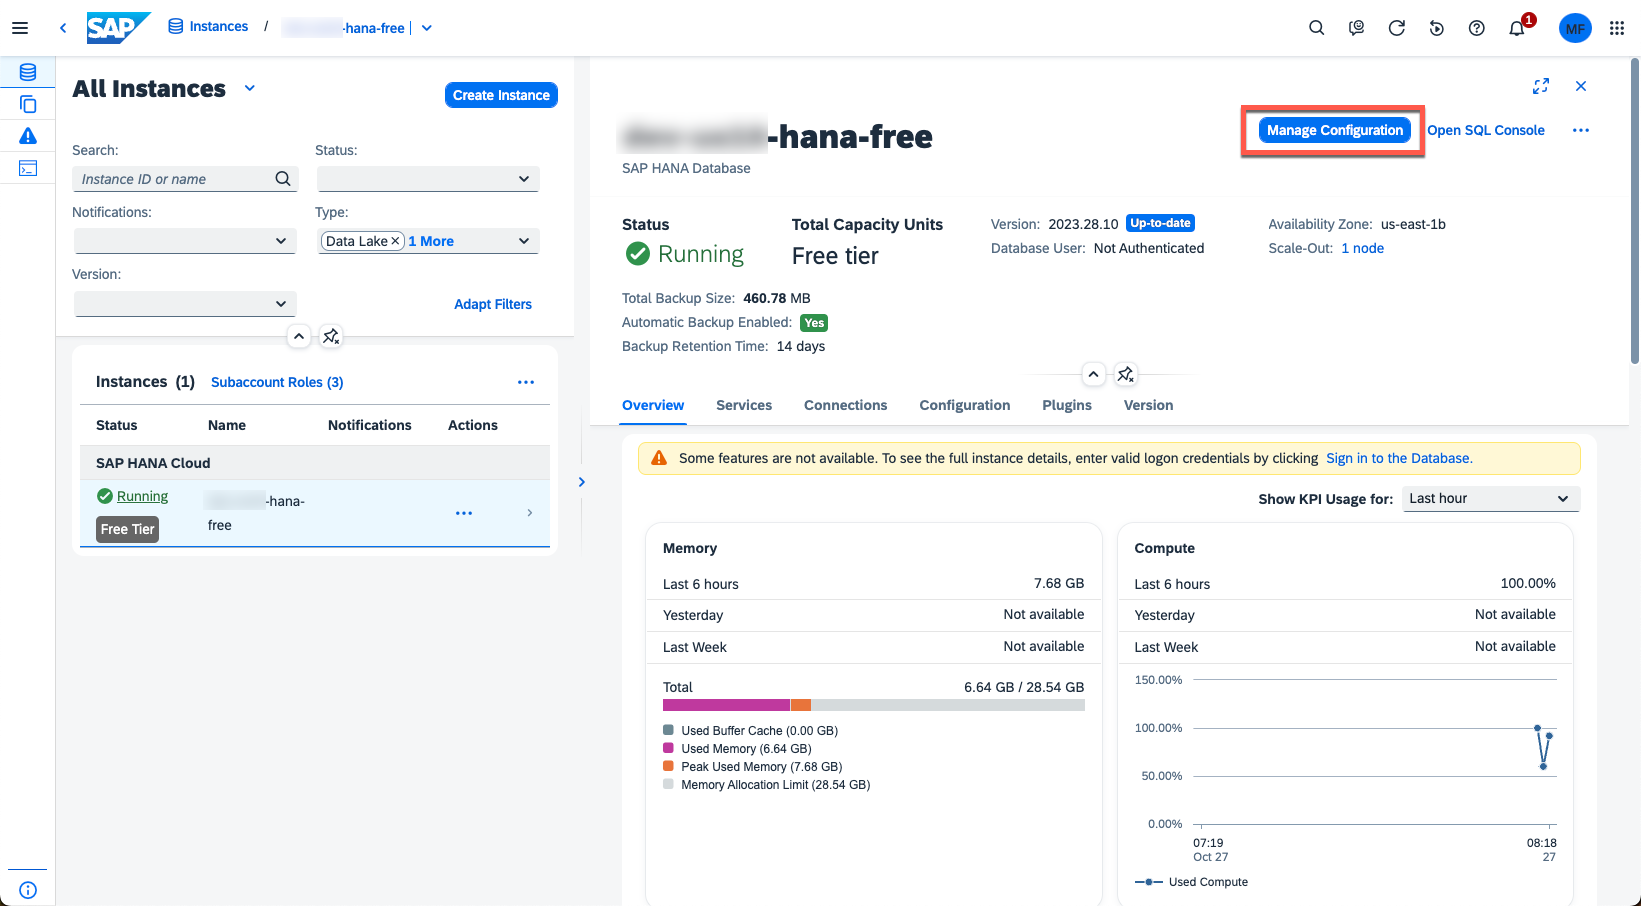 SAP
Instances / -hana-free |
1
MF
All Instances
Create Instance
Search:
Status:
Instance ID or name
Notifications:
Type:
Data Lake × 1 More
Version:
Adapt Filters
Instances (1) Subaccount Roles (3)
Status Name Notifications Actions
SAP HANA Cloud
Running
-hana-
free
Free Tier
-hana-free
SAP HANA Database
Manage Configuration
Open SQL Console
Status
Running
Total Capacity Units
Free tier
Version: 2023.28.10 Up-to-date
Database User: Not Authenticated
Availability Zone: us-east-1b
Scale-Out: 1 node
Total Backup Size: 460.78 MB
Automatic Backup Enabled: Yes
Backup Retention Time: 14 days
Overview Services Connections Configuration Plugins Version
Some features are not available. To see the full instance details, enter valid logon credentials by clicking Sign in to the Database.
Show KPI Usage for: Last hour
Memory
Last 6 hours 7.68 GB
Yesterday Not available
Last Week Not available
Total 6.64 GB / 28.54 GB
Used Buffer Cache (0.00 GB)
Used Memory (6.64 GB)
Peak Used Memory (7.68 GB)
Memory Allocation Limit (28.54 GB)
Compute
Last 6 hours 100.00%
Yesterday Not available
Last Week Not available
150.00%
100.00%
50.00%
0.00%
07:19 08:18
Oct 27 27
Used Compute